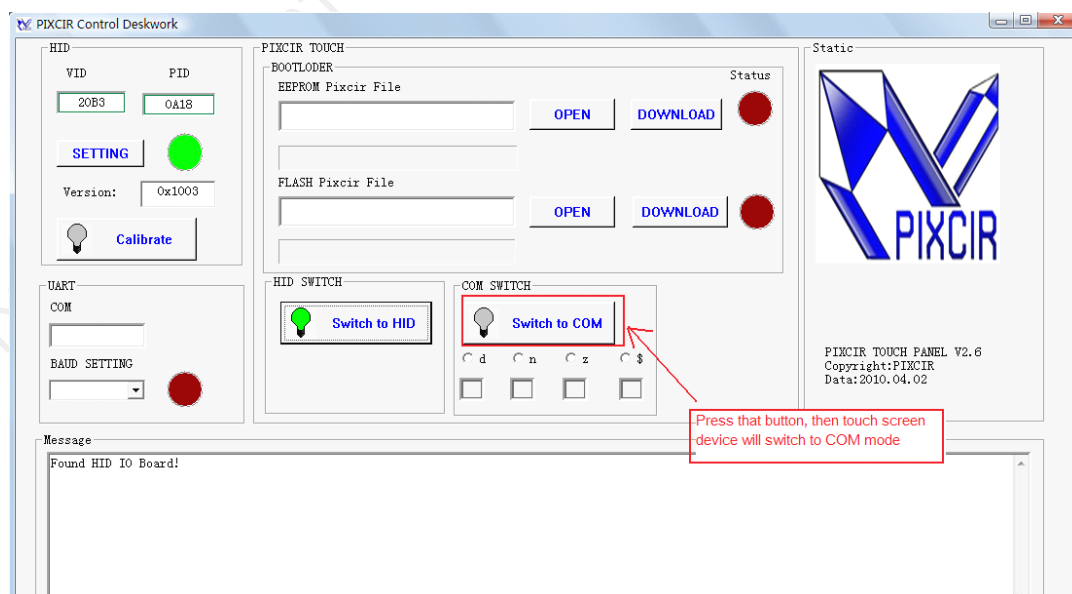 PIXCIR Control Deskwork
HID
VID PID
20B3 0A18
SETTING
Version: 0x1003
Calibrate
PIXCIR TOUCH
BOOTLODER
EEPROM Pixcir File
Status
OPEN DOWNLOAD
FLASH Pixcir File
OPEN DOWNLOAD
Static
PIXCIR
PIXCIR TOUCH PANEL V2.6
Copyright:PIXCIR
Data:2010.04.02
UART
COM
BAUD SETTING
HID SWITCH
Switch to HID
COM SWITCH
Switch to COM
d n z $
Press that button, then touch screen
device will switch to COM mode
Message
Found HID IO Board!